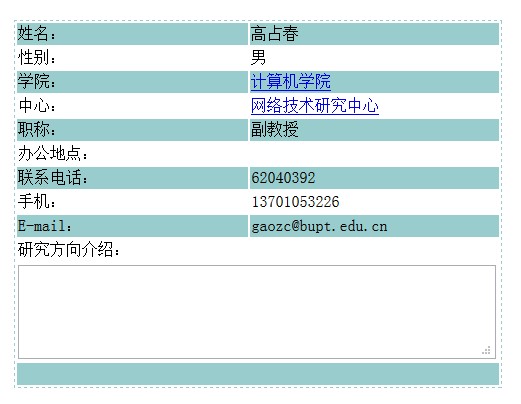 姓名： 高占春
性别： 男
学院： 计算机学院
中心： 网络技术研究中心
职称： 副教授
办公地点：
联系电话： 62040392
手机： 13701053226
E-mail： gaozc@bupt.edu.cn
研究方向介绍：